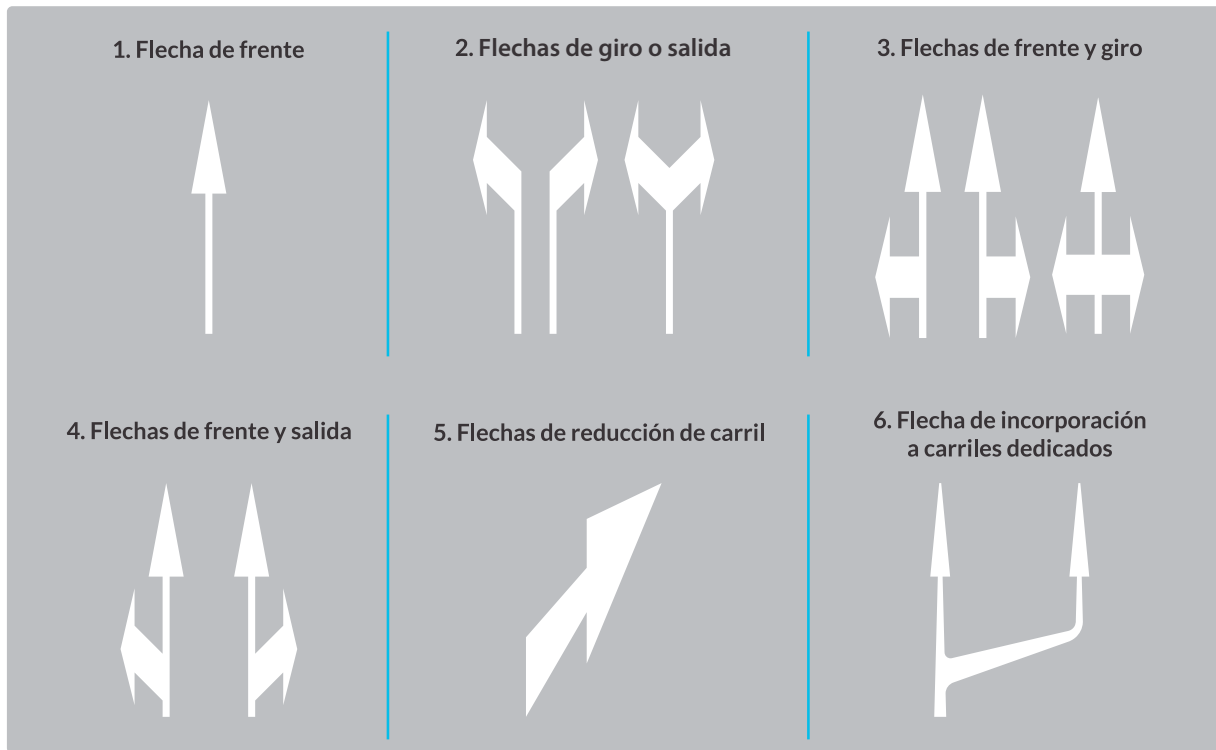 1. Flecha de frente
2. Flechas de giro o salida
3. Flechas de frente y giro
4. Flechas de frente y salida
5. Flechas de reducción de carril
6. Flecha de incorporación
a carriles dedicados